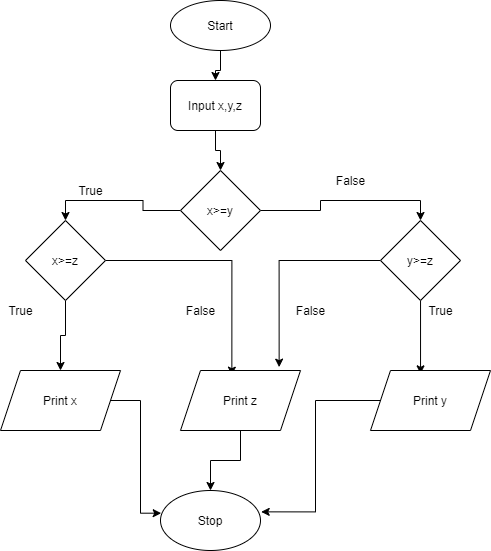 Start
Input x,y,z
True
False
x>=y
x>=z
y>=z
True
False
False
True
Print x
Print z
Print y
Stop